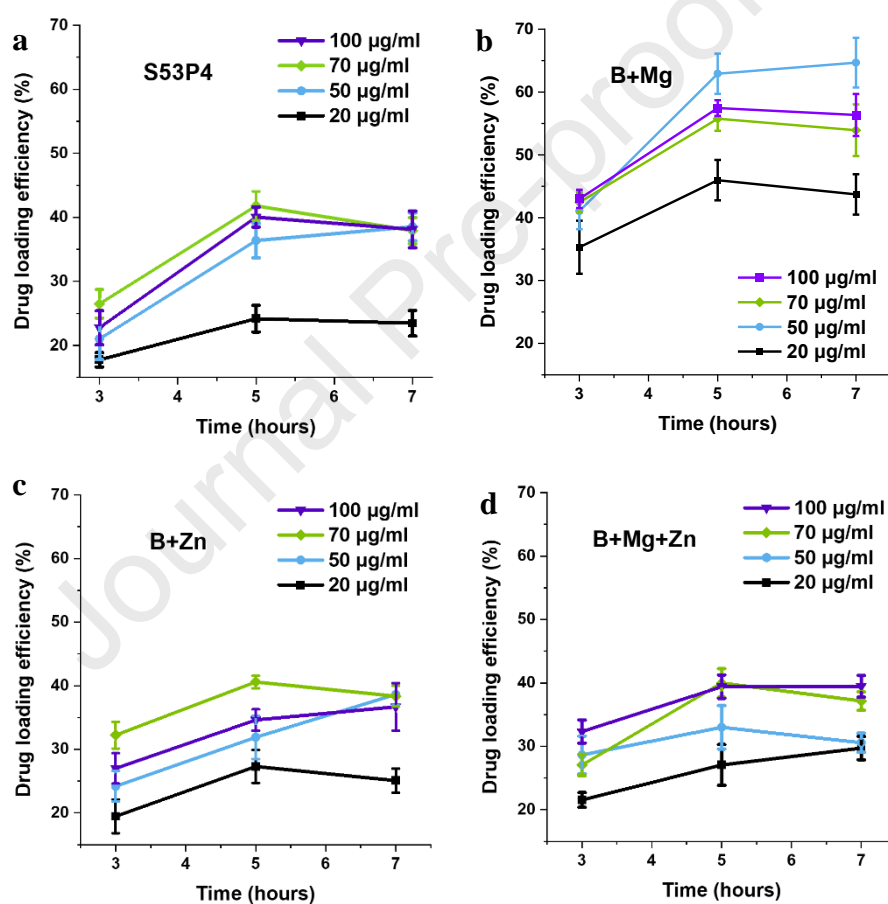 a
S53P4
100 µg/ml
70 µg/ml
50 µg/ml
20 µg/ml
Drug loading efficiency (%)
70
60
50
40
30
20
3
4
5
6
7
Time (hours)
b
B+Mg
100 µg/ml
70 µg/ml
50 µg/ml
20 µg/ml
Drug loading efficiency (%)
70
60
50
40
30
20
3
4
5
6
7
Time (hours)
c
B+Zn
100 µg/ml
70 µg/ml
50 µg/ml
20 µg/ml
Drug loading efficiency (%)
70
60
50
40
30
20
3
4
5
6
7
Time (hours)
d
B+Mg+Zn
100 µg/ml
70 µg/ml
50 µg/ml
20 µg/ml
Drug loading efficiency (%)
70
60
50
40
30
20
3
4
5
6
7
Time (hours)
Journal Pre-proof